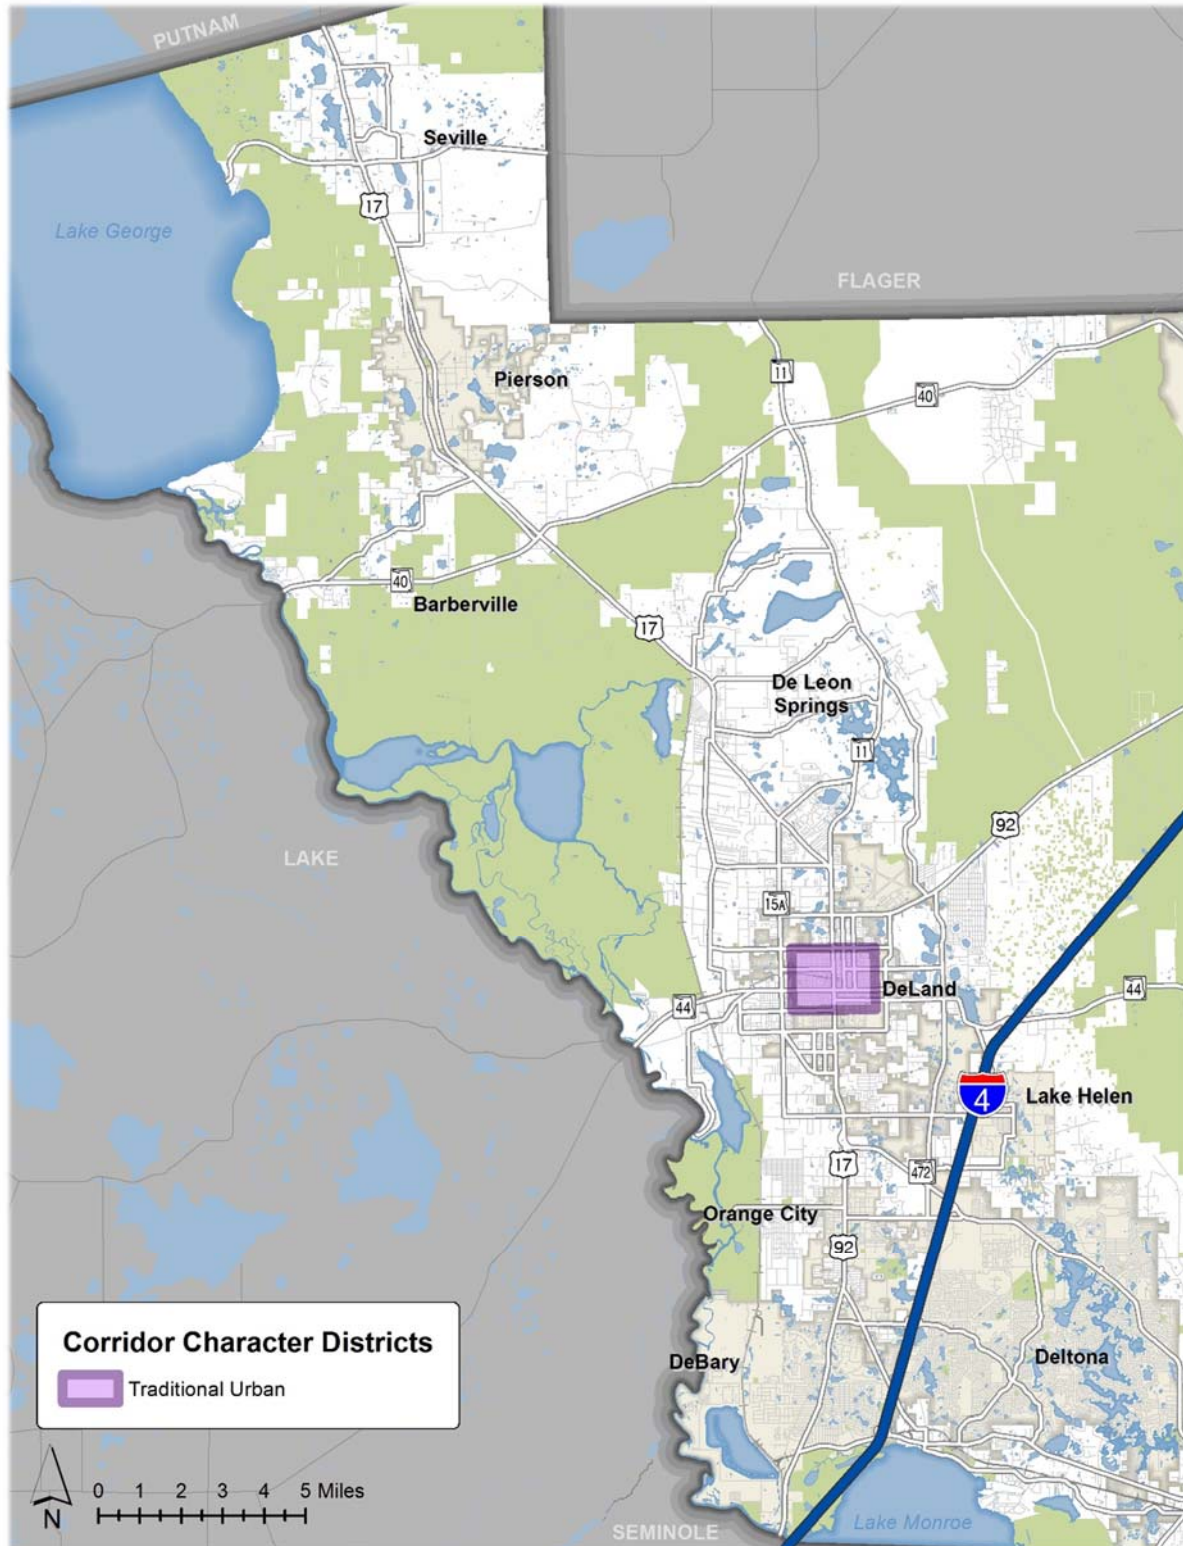 PUTNAM
Seville
17
Lake George
FLAGER
Pierson
11
40
40
Barberville
17
De Leon
Springs
11
92
LAKE
15A
44
DeLand
44
4
Lake Helen
17
472
Orange City
92
Corridor Character Districts
Traditional Urban
DeBary
Deltona
0 1 2 3 4 5 Miles
N
SEMINOLE
Lake Monroe